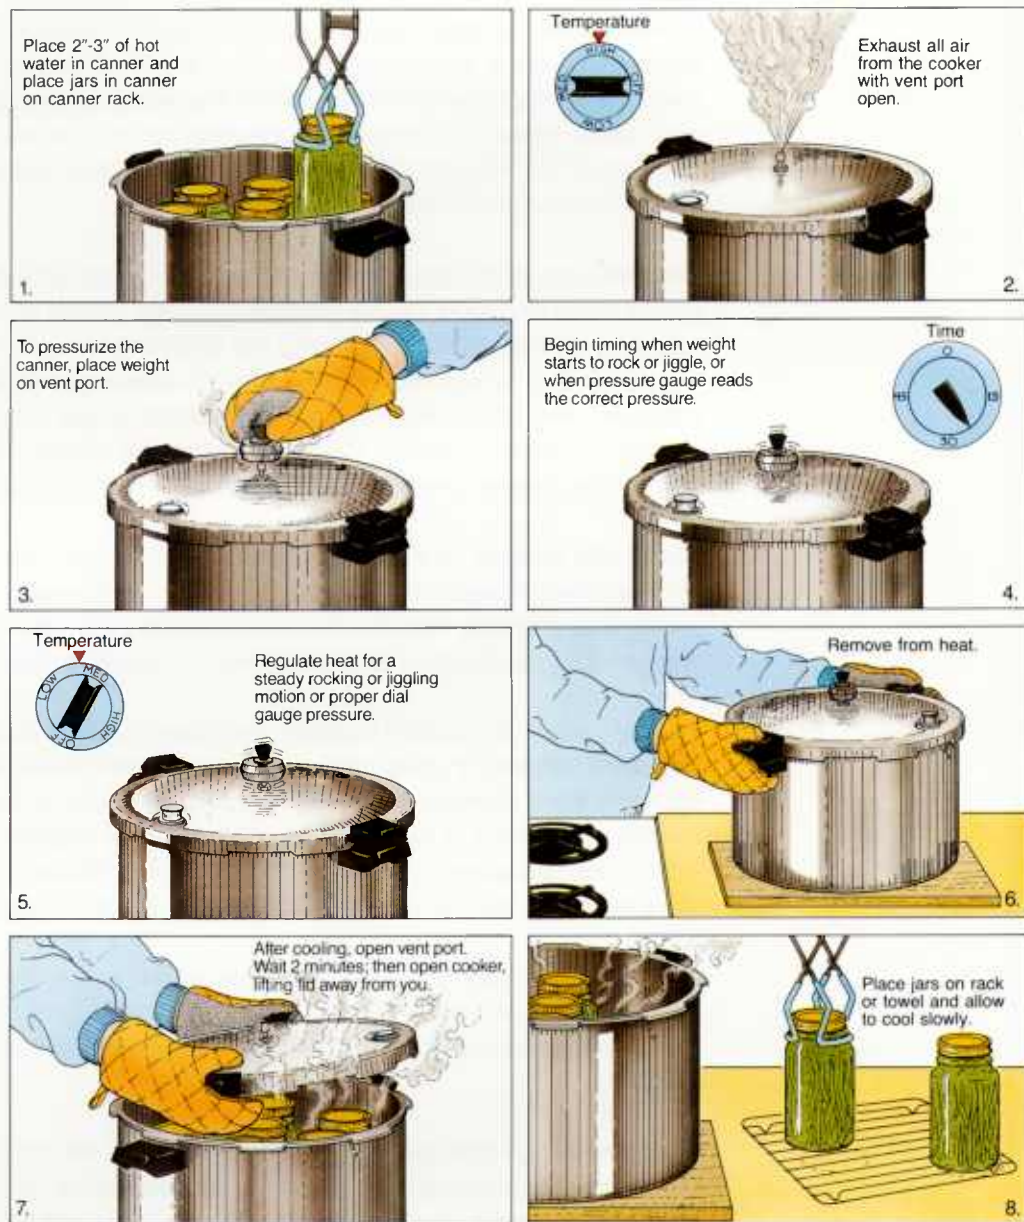 Place 2"-3" of hot
water in canner and
place jars in canner
on canner rack.
1.
Temperature
HIGH
OFF
LOW
MED
Exhaust all air
from the cooker
with vent port
open.
2.
To pressurize the
canner, place weight
on vent port.
3.
Begin timing when weight
starts to rock or jiggle, or
when pressure gauge reads
the correct pressure.
Time
0
15
30
45
4.
Temperature
LOW
MED
HIGH
OFF
Regulate heat for a
steady rocking or jiggling
motion or proper dial
gauge pressure.
5.
Remove from heat.
6.
After cooling, open vent port.
Wait 2 minutes; then open cooker,
lifting lid away from you.
7.
Place jars on rack
or towel and allow
to cool slowly.
8.